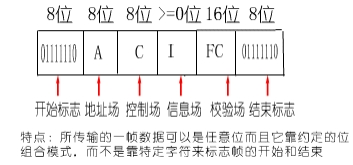 8位 8位 8位 >=0位 16位 8位
01111110 A C I FC 01111110
开始标志 地址场 控制场 信息场 校验场 结束标志
特点：所传输的一帧数据可以是任意位而且它靠约定的位
组合模式，而不是靠特定字符来标志帧的开始和结束